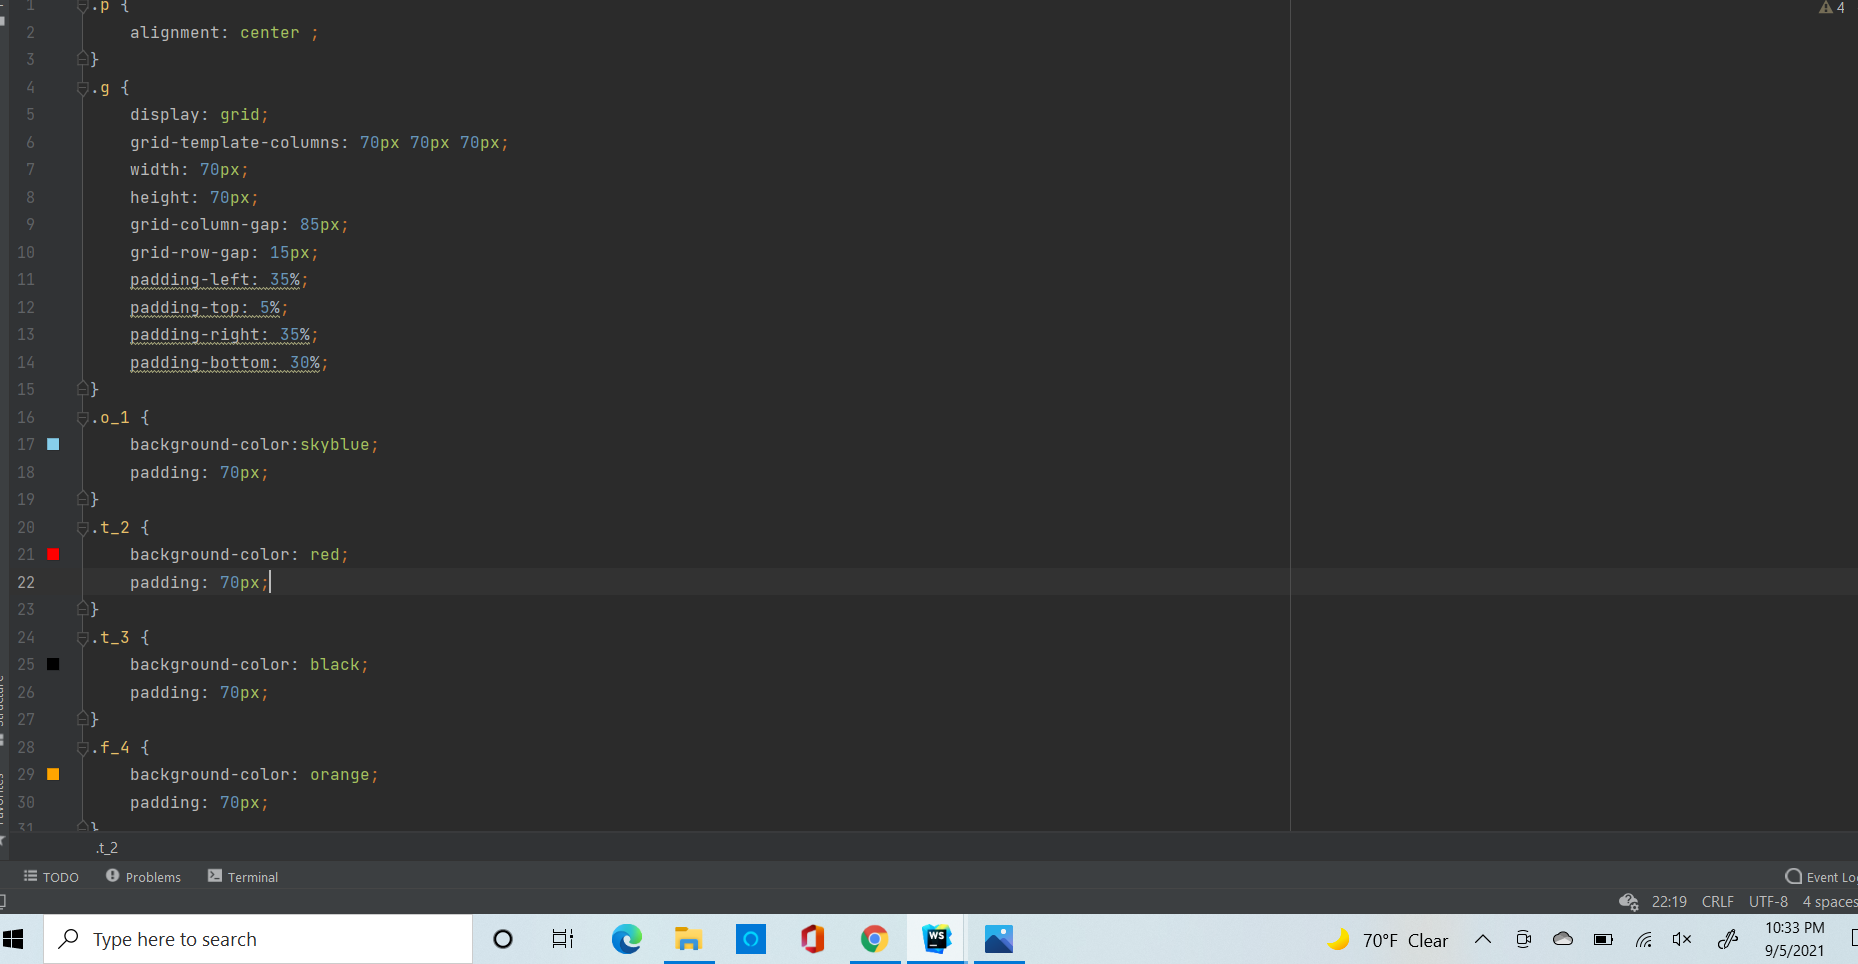 4
1 .p {
2 alignment: center ;
3 }
4 .g {
5 display: grid;
6 grid-template-columns: 70px 70px 70px;
7 width: 70px;
8 height: 70px;
9 grid-column-gap: 85px;
10 grid-row-gap: 15px;
11 padding-left: 35%;
12 padding-top: 5%;
13 padding-right: 35%;
14 padding-bottom: 30%;
15 }
16 .o_1 {
17 background-color:skyblue;
18 padding: 70px;
19 }
20 .t_2 {
21 background-color: red;
22 padding: 70px;
23 }
24 .t_3 {
25 background-color: black;
26 padding: 70px;
27 }
28 .f_4 {
29 background-color: orange;
30 padding: 70px;
31 }
.t_2
TODO Problems Terminal Event Lo
22:19 CRLF UTF-8 4 spaces
Type here to search
WS
70°F Clear
10:33 PM
9/5/2021